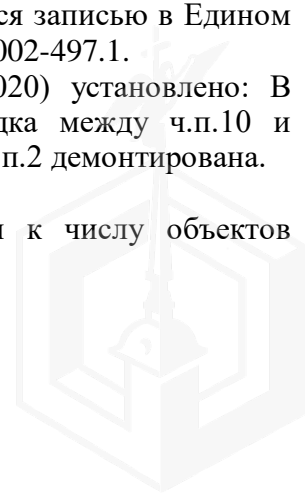 ся записью в Едином
002-497.1.
020) установлено: В
дка между ч.п.10 и
п.2 демонтирована.
и к числу объектов